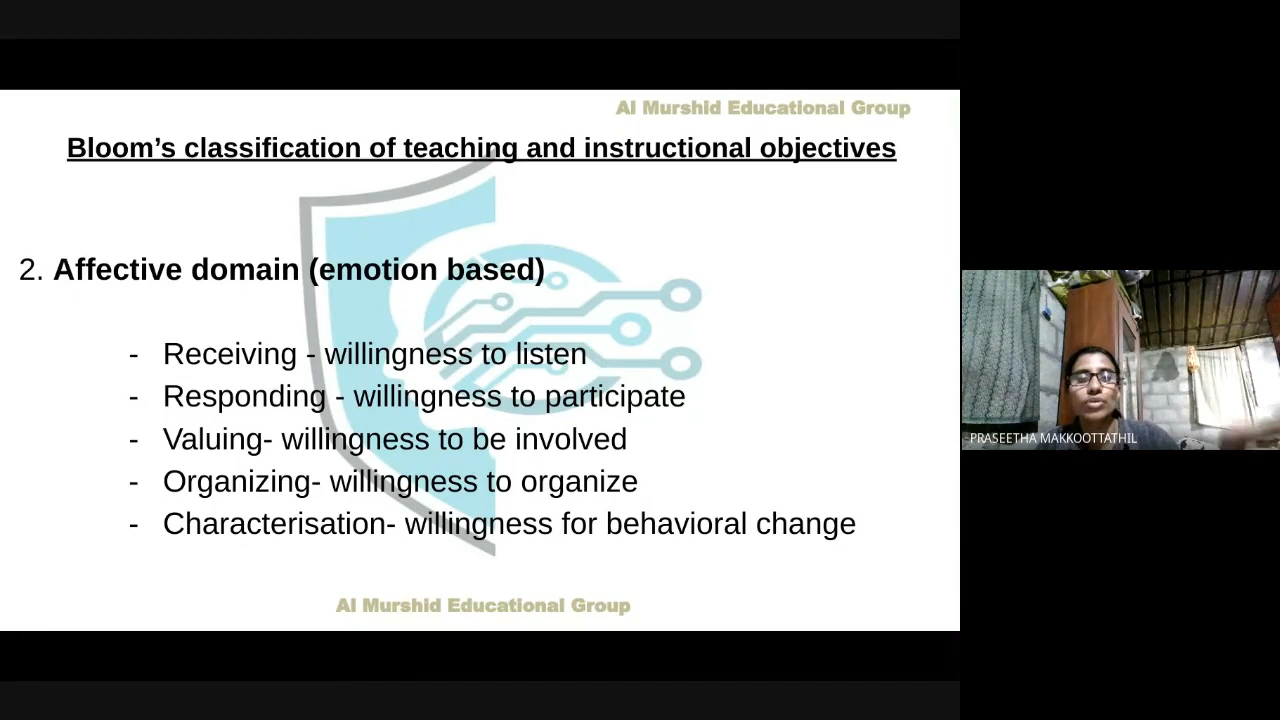 Al Murshid Educational Group
Bloom’s classification of teaching and instructional objectives
2. Affective domain (emotion based)
- Receiving - willingness to listen
- Responding - willingness to participate
- Valuing- willingness to be involved
- Organizing- willingness to organize
- Characterisation- willingness for behavioral change
PRASEETHA MAKKOOTTATHIL
Al Murshid Educational Group